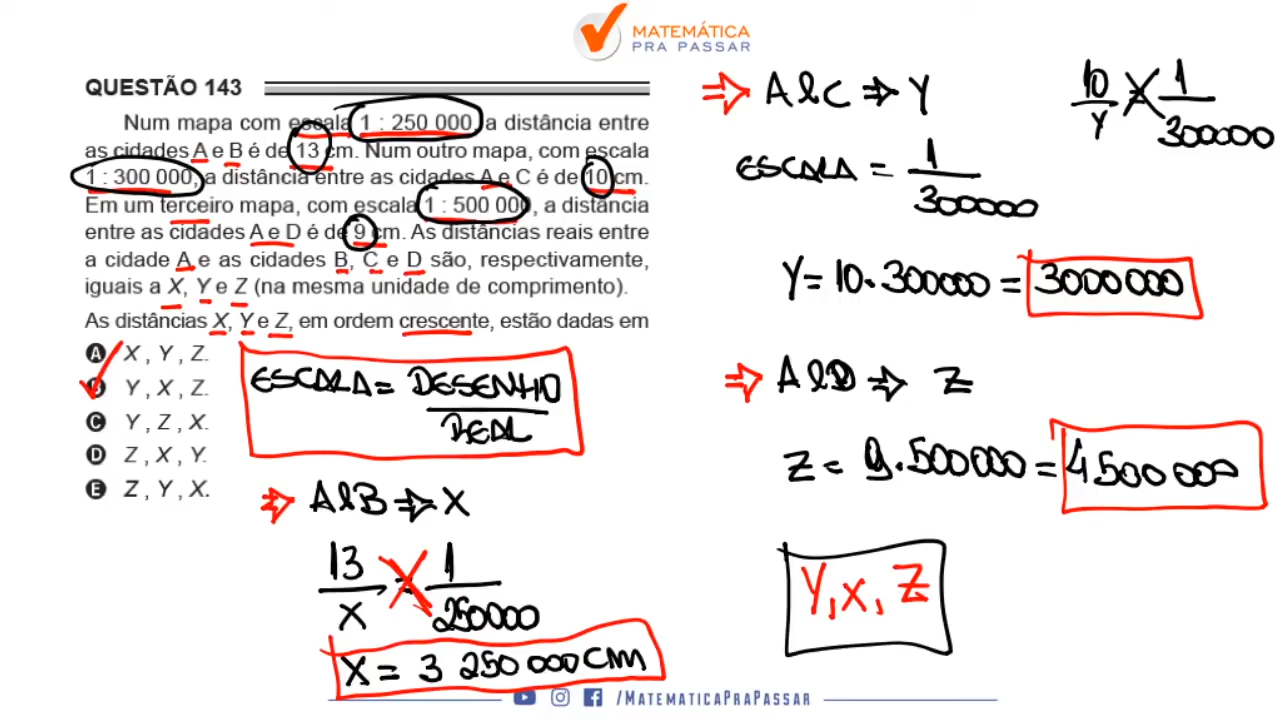 MATEMÁTICA
PRA PASSAR
QUESTÃO 143
Num mapa com escala 1 : 250 000, a distância entre
as cidades A e B é de 13 cm. Num outro mapa, com escala
1 : 300 000, a distância entre as cidades A e C é de 10 cm.
Em um terceiro mapa, com escala 1 : 500 000, a distância
entre as cidades A e D é de 9 cm. As distâncias reais entre
a cidade A e as cidades B, C e D são, respectivamente,
iguais a X, Y e Z (na mesma unidade de comprimento).
As distâncias X, Y e Z, em ordem crescente, estão dadas em
A X , Y , Z.
B Y , X , Z.
C Y , Z , X.
D Z , X , Y.
E Z , Y , X.
ESCALA = DESENHO
REAL
⇒ A e B ⇒ X
13 = 1
X 250000
X = 3 250 000 CM
⇒ A e C ⇒ Y
10 = 1
Y 300000
ESCALA = 1
300000
Y = 10 . 300000 = 3000000
⇒ A e D ⇒ Z
Z = 9 . 500000 = 4500000
Y, X, Z
/MATEMATICAPRAPASSAR